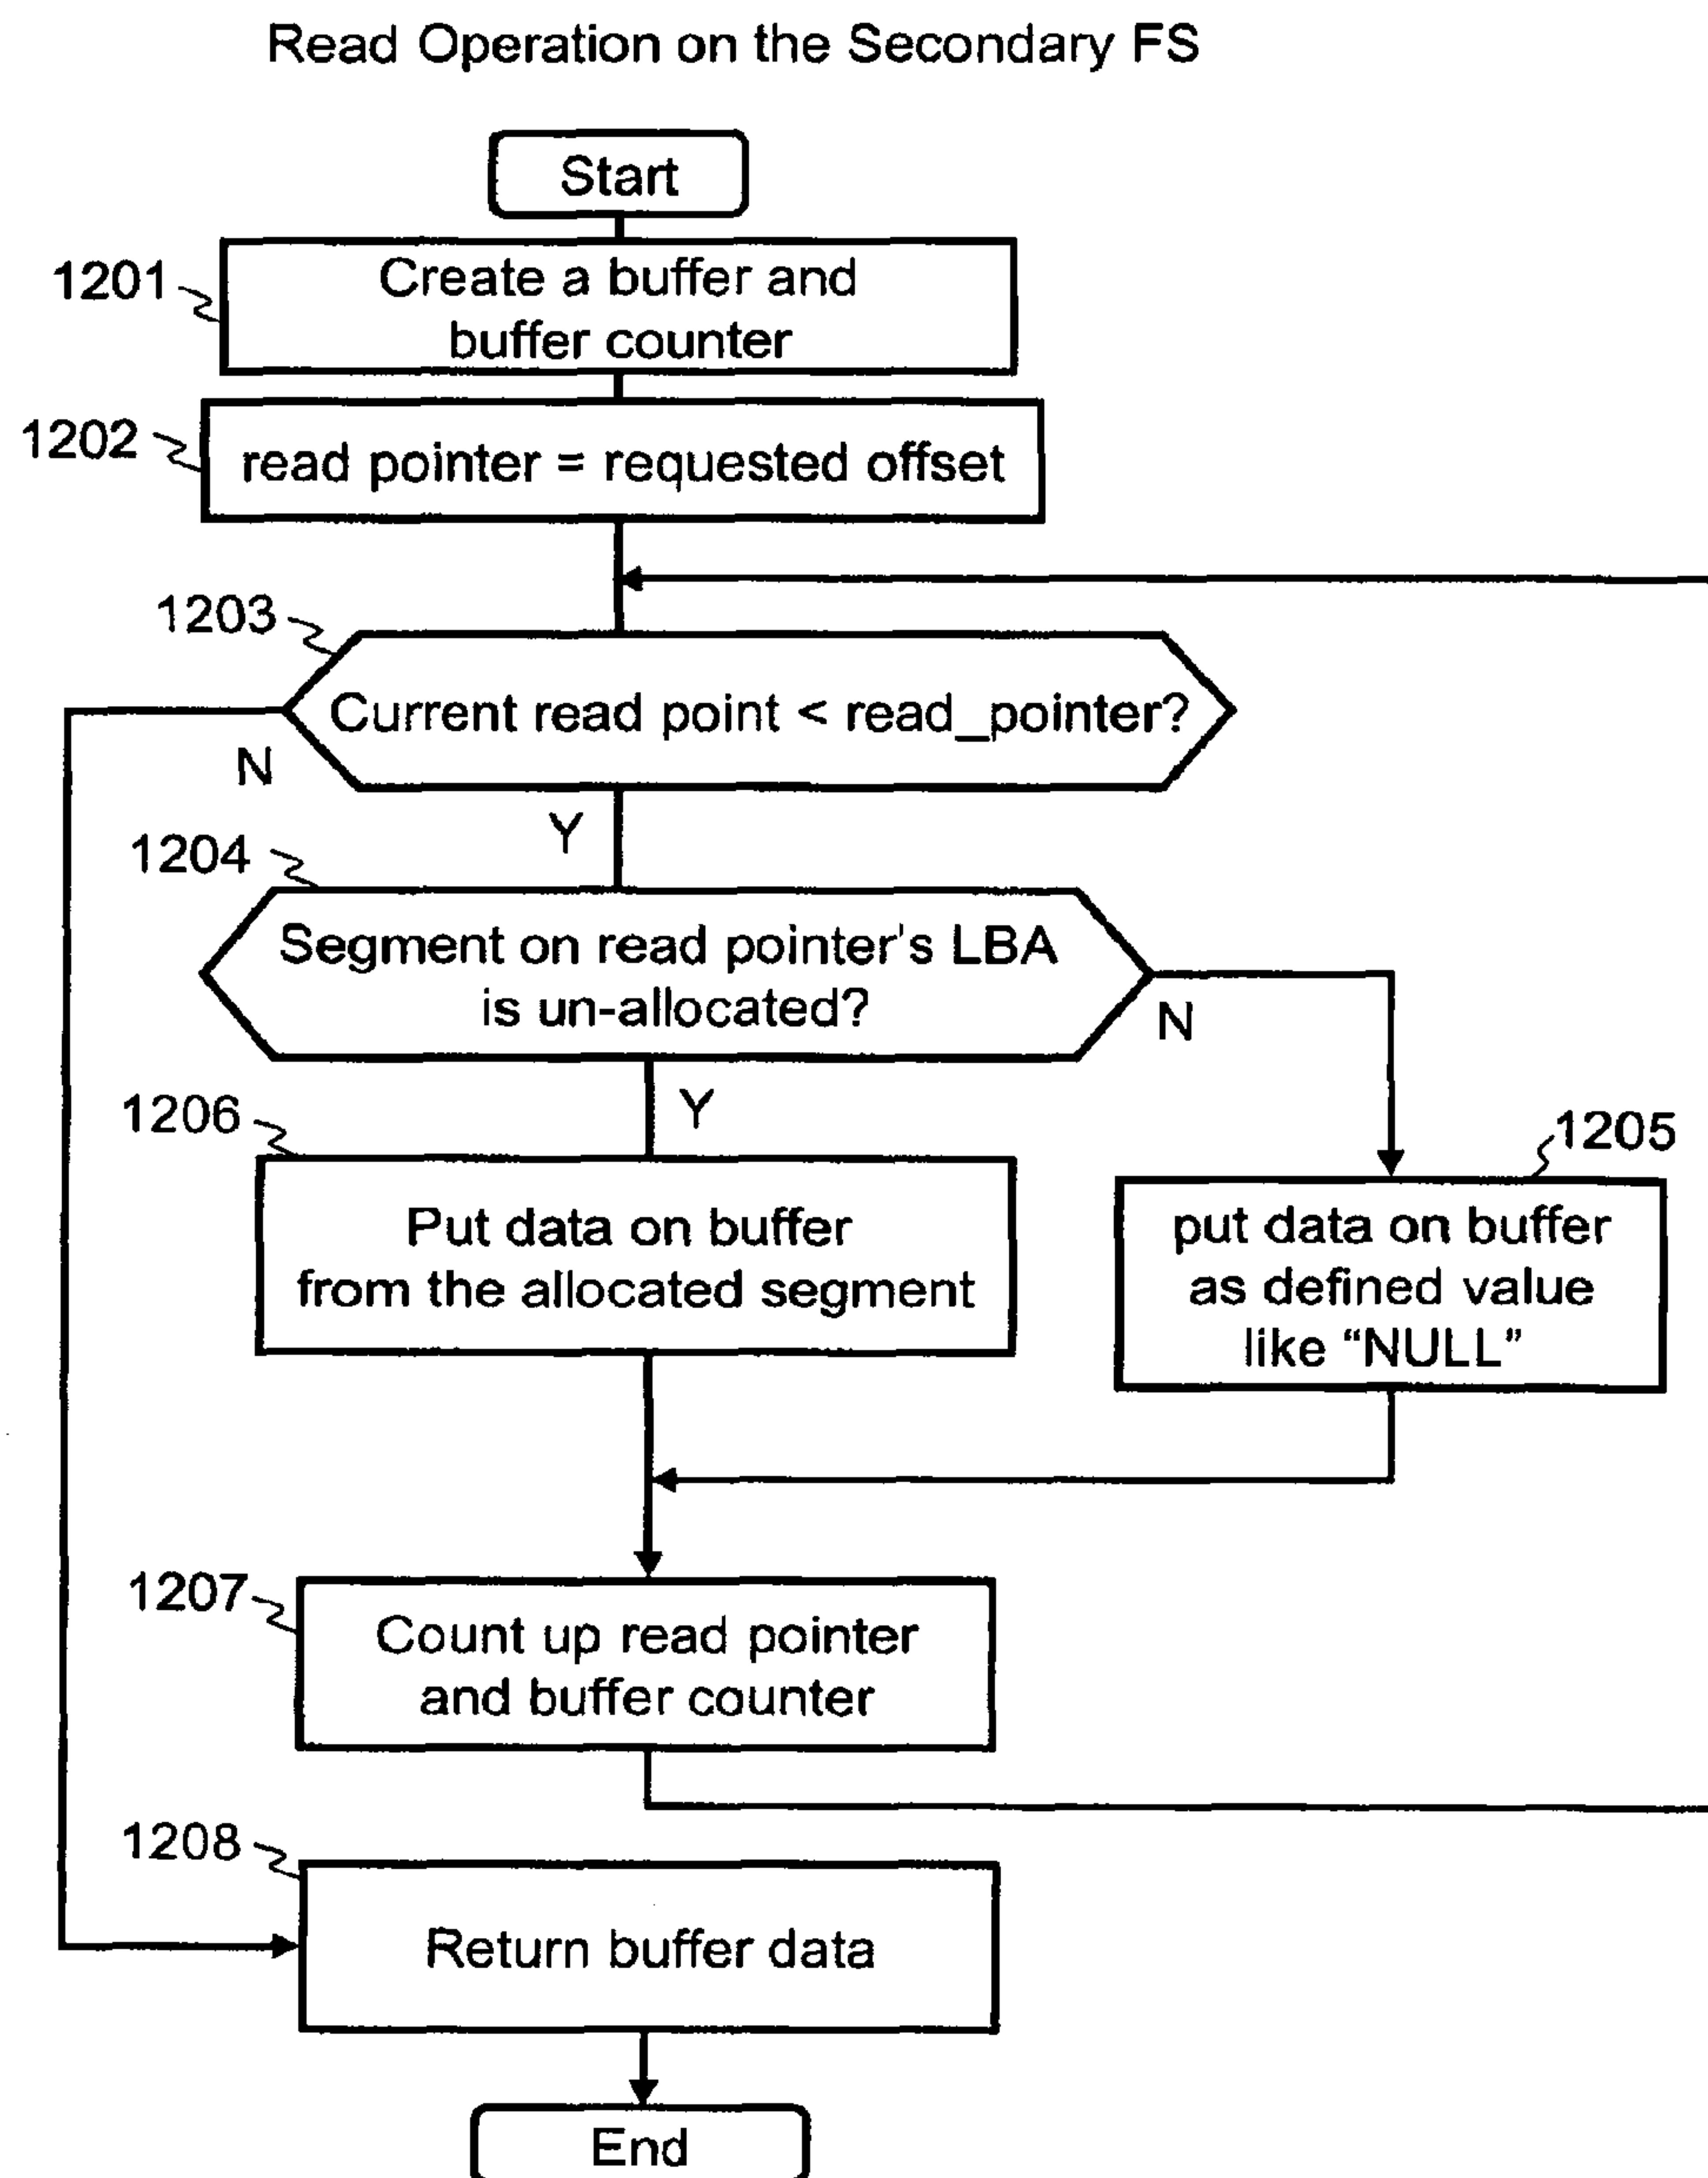 Read Operation on the Secondary FS
Start
1201
Create a buffer and
buffer counter
1202
read pointer = requested offset
1203
Current read point < read_pointer?
N
Y
1204
Segment on read pointer's LBA
is un-allocated?
N
Y
1206
1205
Put data on buffer
from the allocated segment
put data on buffer
as defined value
like “NULL”
1207
Count up read pointer
and buffer counter
1208
Return buffer data
End